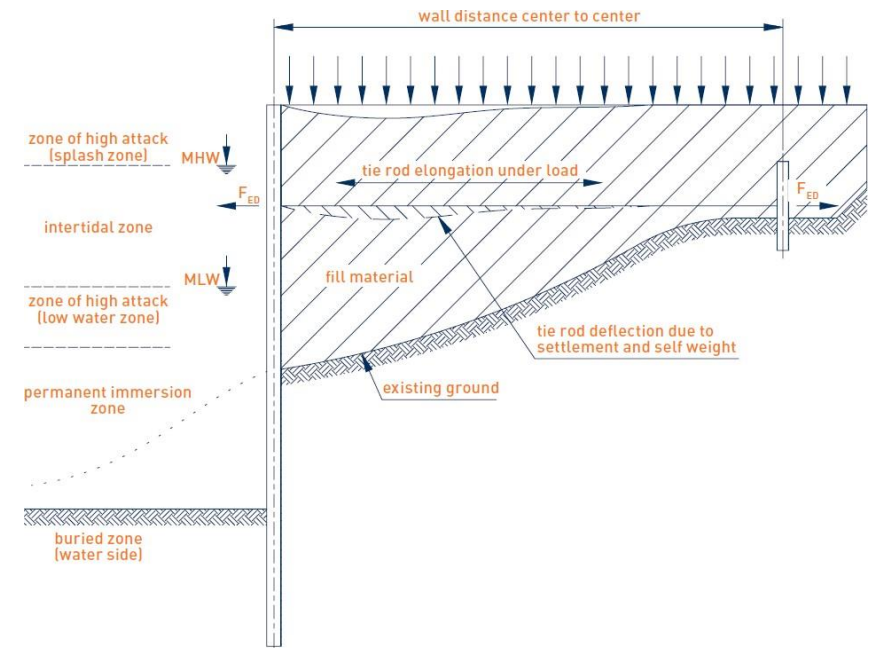 wall distance center to center
zone of high attack
(splash zone)
MHW
tie rod elongation under load
F_ED
F_ED
intertidal zone
MLW
fill material
zone of high attack
(low water zone)
tie rod deflection due to
settlement and self weight
existing ground
permanent immersion
zone
buried zone
(water side)